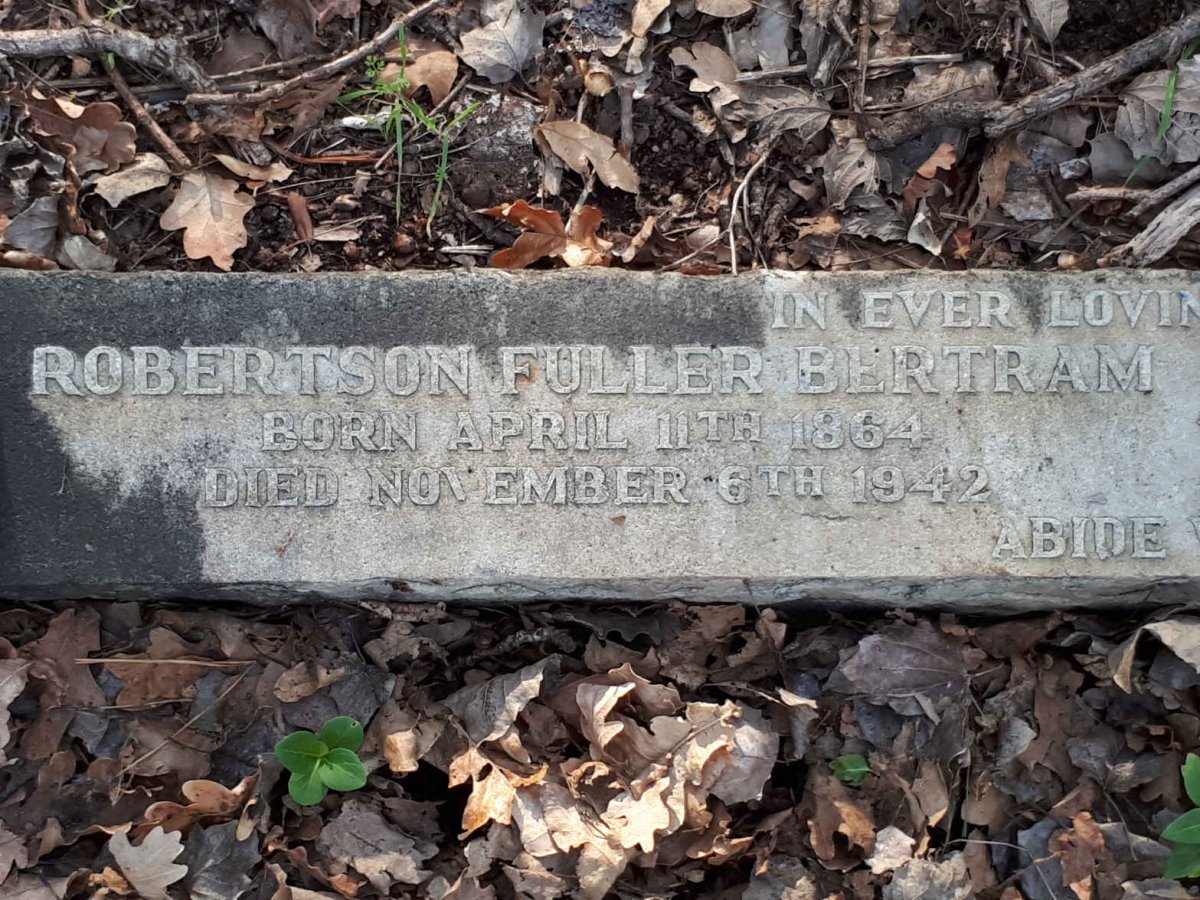 IN EVER LOVIN
ROBERTSON FULLER BERTRAM
BORN APRIL 11TH 1864
DIED NOVEMBER 6TH 1942
ABIDE